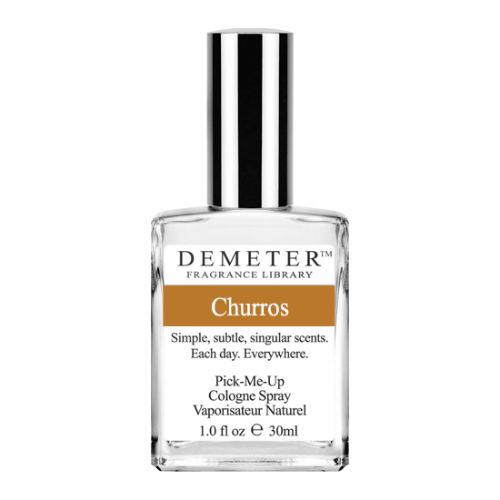 DEMETER™
FRAGRANCE LIBRARY
Churros
Simple, subtle, singular scents.
Each day. Everywhere.
Pick-Me-Up
Cologne Spray
Vaporisateur Naturel
1.0 fl oz ℮ 30ml